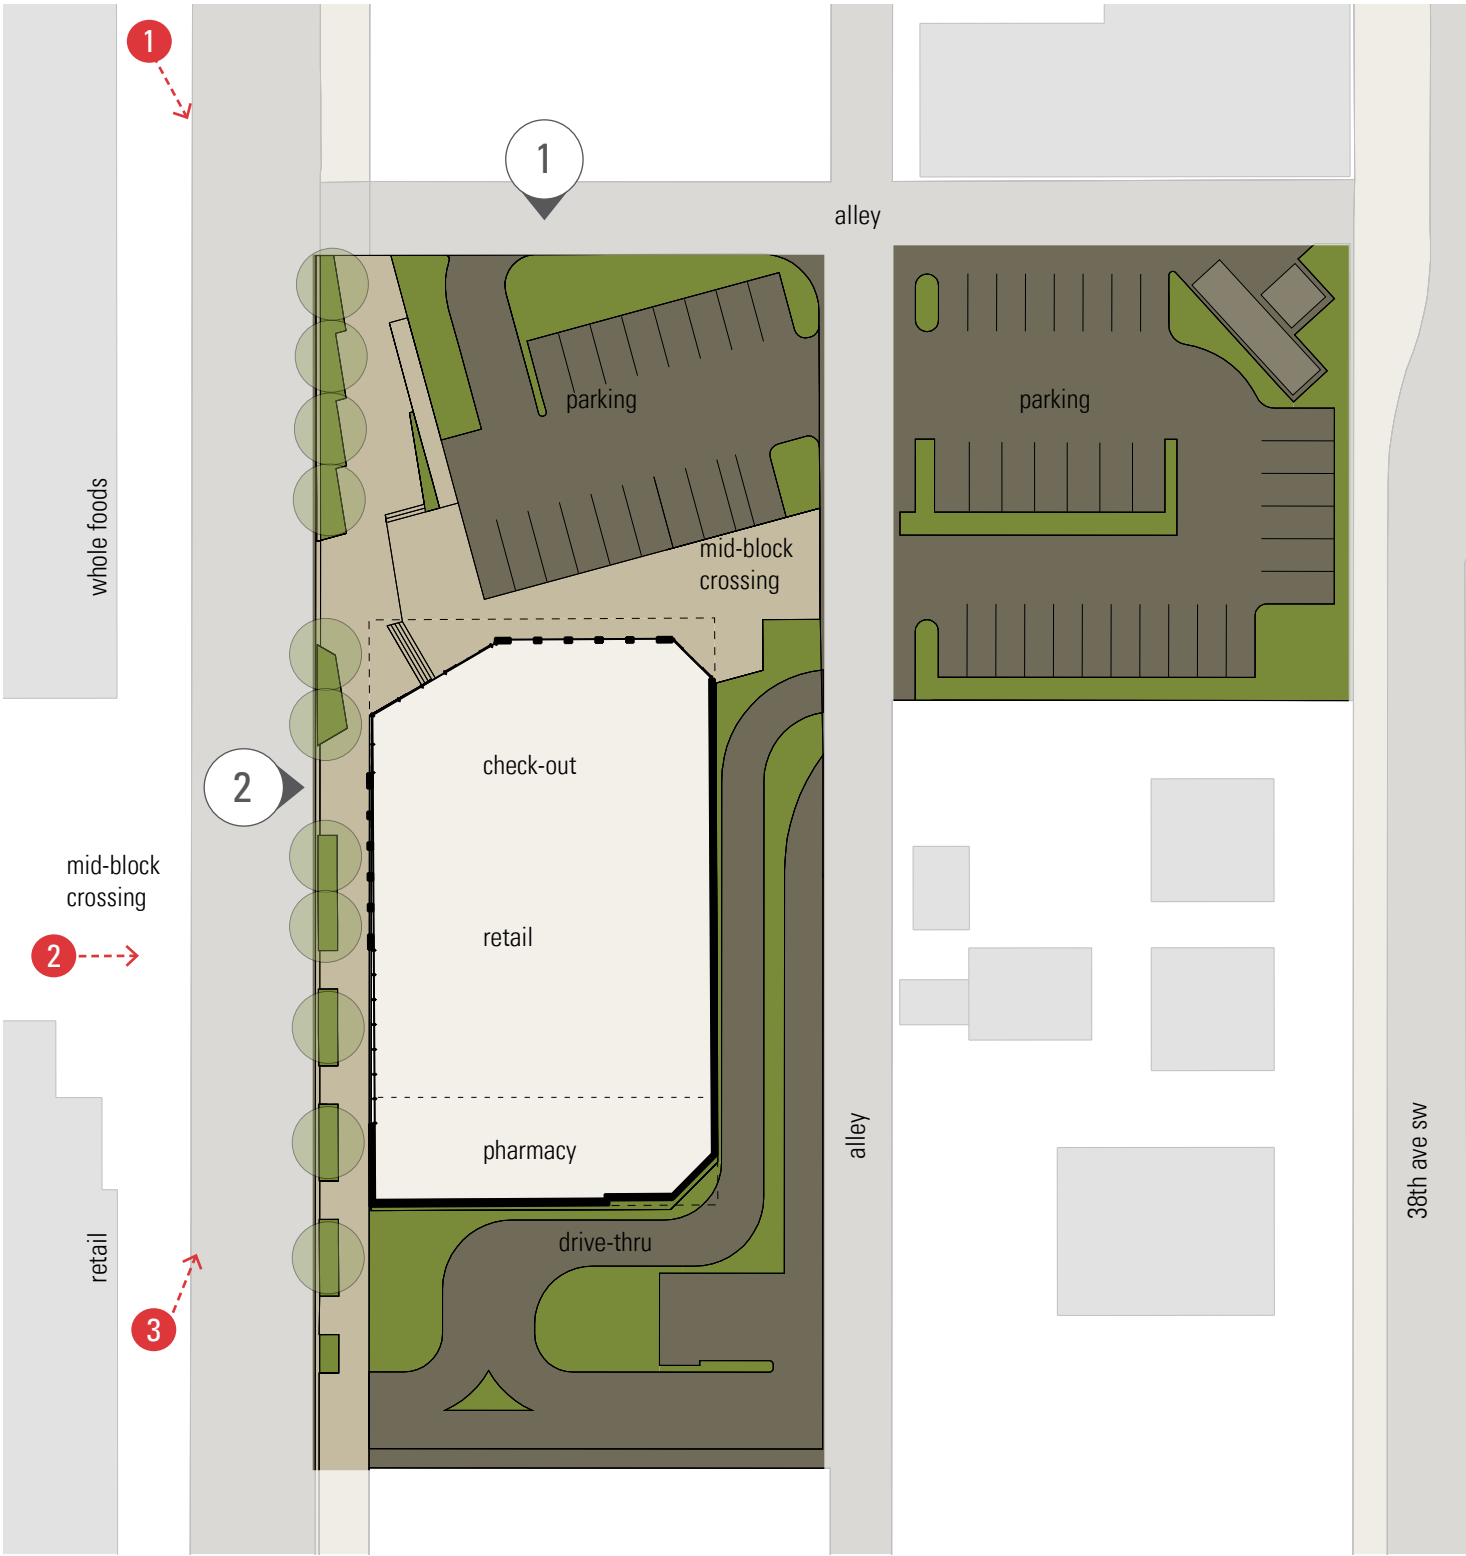 1
1
alley
parking
parking
whole foods
mid-block
crossing
check-out
2
mid-block
crossing
retail
2
pharmacy
alley
38th ave sw
retail
drive-thru
3